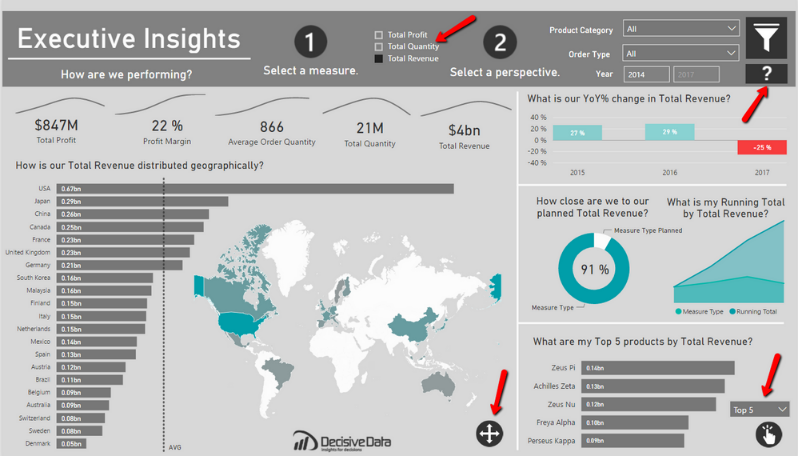 Executive Insights
How are we performing?
1
Select a measure.
Total Profit
Total Quantity
Total Revenue
2
Select a perspective.
Product Category
All
Order Type
All
Year
2014
2017
?
$847M
Total Profit
22 %
Profit Margin
866
Average Order Quantity
21M
Total Quantity
$4bn
Total Revenue
How is our Total Revenue distributed geographically?
USA 0.67bn
Japan 0.29bn
China 0.26bn
Canada 0.25bn
France 0.23bn
United Kingdom 0.23bn
Germany 0.21bn
South Korea 0.16bn
Malaysia 0.16bn
Finland 0.15bn
Italy 0.15bn
Netherlands 0.15bn
Mexico 0.14bn
Spain 0.13bn
Austria 0.12bn
Brazil 0.11bn
Belgium 0.09bn
Australia 0.09bn
Switzerland 0.08bn
Sweden 0.08bn
Denmark 0.05bn
AVG
DecisiveData
insights for decisions
What is our YoY% change in Total Revenue?
40 %
20 %
0 %
-20 %
-40 %
27 %
29 %
-25 %
2015
2016
2017
How close are we to our
planned Total Revenue?
Measure Type Planned
91 %
Measure Type
What is my Running Total
by Total Revenue?
Measure Type
Running Total
What are my Top 5 products by Total Revenue?
Zeus Pi 0.14bn
Achilles Zeta 0.13bn
Zeus Nu 0.12bn
Freya Alpha 0.10bn
Perseus Kappa 0.09bn
Top 5